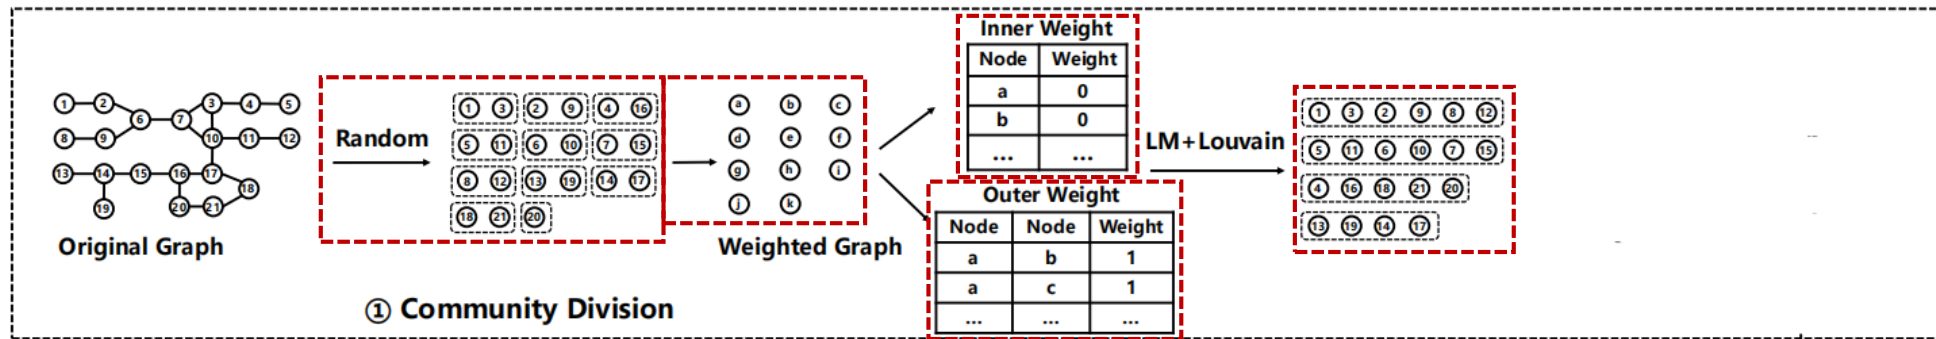 1 2 3 4 5
6 7
8 9 10 11 12
13 14 15 16 17
18
19 20 21
Original Graph
Random
1 3 2 9 4 16
5 11 6 10 7 15
8 12 13 19 14 17
18 21 20
a b c
d e f
g h i
j k
Weighted Graph
Inner Weight
Node Weight
a 0
b 0
... ...
Outer Weight
Node Node Weight
a b 1
a c 1
... ... ...
LM+Louvain
1 3 2 9 8 12
5 11 6 10 7 15
4 16 18 21 20
13 19 14 17
① Community Division